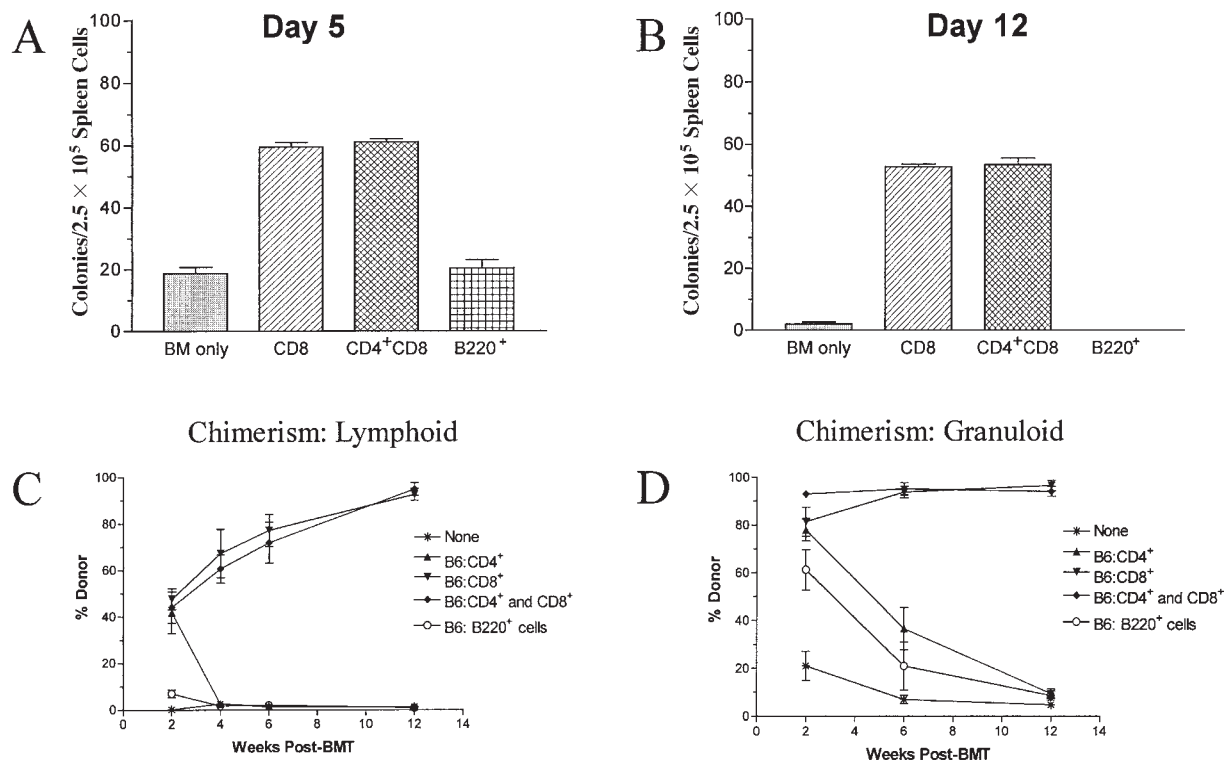 A
Day 5
Colonies/2.5 × 10⁵ Spleen Cells
100
80
60
40
20
0
BM only
CD8
CD4⁺CD8
B220⁺
B
Day 12
Colonies/2.5 × 10⁵ Spleen Cells
100
80
60
40
20
0
BM only
CD8
CD4⁺CD8
B220⁺
C
Chimerism: Lymphoid
% Donor
100
80
60
40
20
0
0
2
4
6
8
10
12
14
Weeks Post-BMT
None
B6:CD4⁺
B6:CD8⁺
B6:CD4⁺ and CD8⁺
B6: B220⁺ cells
D
Chimerism: Granuloid
% Donor
100
80
60
40
20
0
0
2
4
6
8
10
12
14
Weeks Post-BMT
None
B6:CD4⁺
B6:CD8⁺
B6:CD4⁺ and CD8⁺
B6: B220⁺ cells